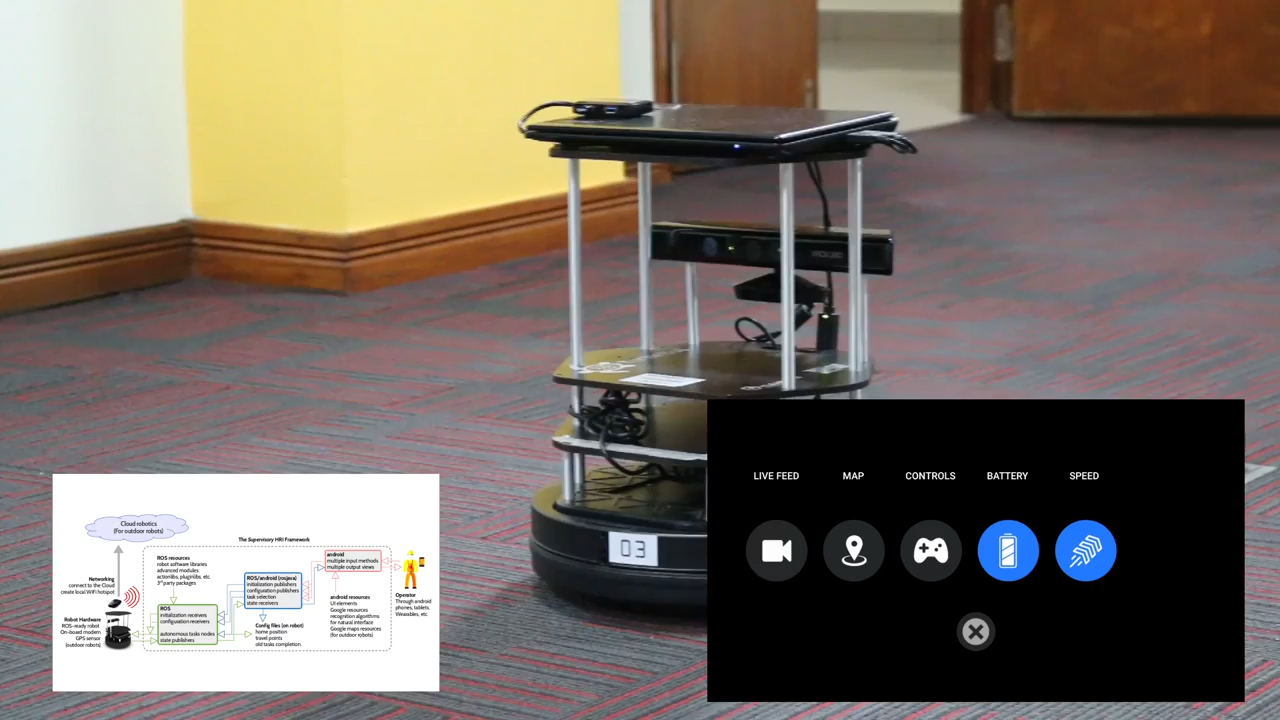 03
Cloud robotics
(For outdoor robots)
The Supervisory HRI Framework
Networking
connect to the Cloud
create local WiFi hotspot
Robot Hardware
ROS-ready robot
On-board modem
GPS sensor
(outdoor robots)
ROS resources
robot software libraries
advanced modules
actionlibs, pluginlibs, etc.
3rd party packages
ROS
initialization receivers
configuration receivers
autonomous tasks nodes
state publishers
ROS/android (rosjava)
initialization publishers
configuration publishers
task selection
state receivers
Config files (on robot)
home position
travel points
old tasks completion
android
multiple input methods
multiple output views
android resources
UI elements
Google resources
recognition algorithms
for natural interface
Google maps resources
(for outdoor robots)
Operator
Through android
phones, tablets,
Wearables, etc.
LIVE FEED MAP CONTROLS BATTERY SPEED